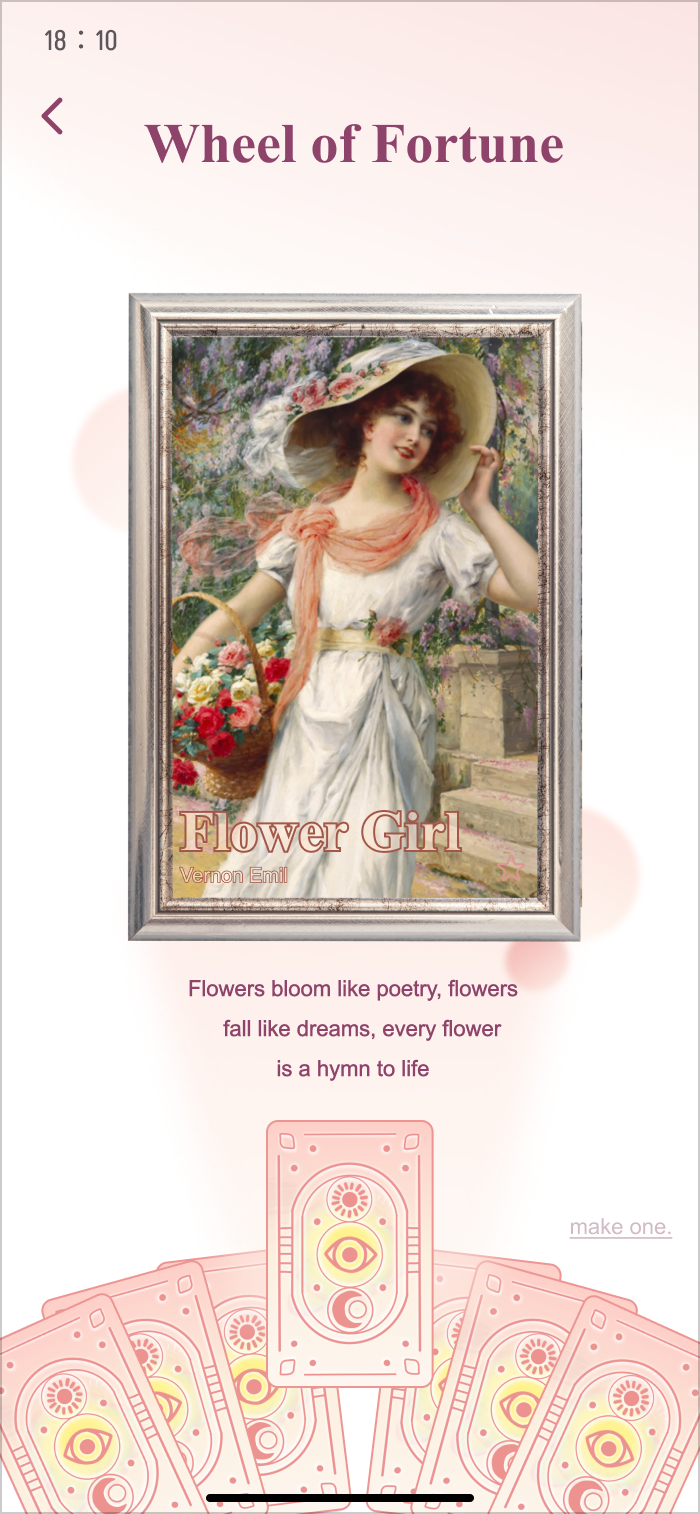 18 : 10
Wheel of Fortune
Flower Girl
Vernon Emil
Flowers bloom like poetry, flowers
fall like dreams, every flower
is a hymn to life
make one.